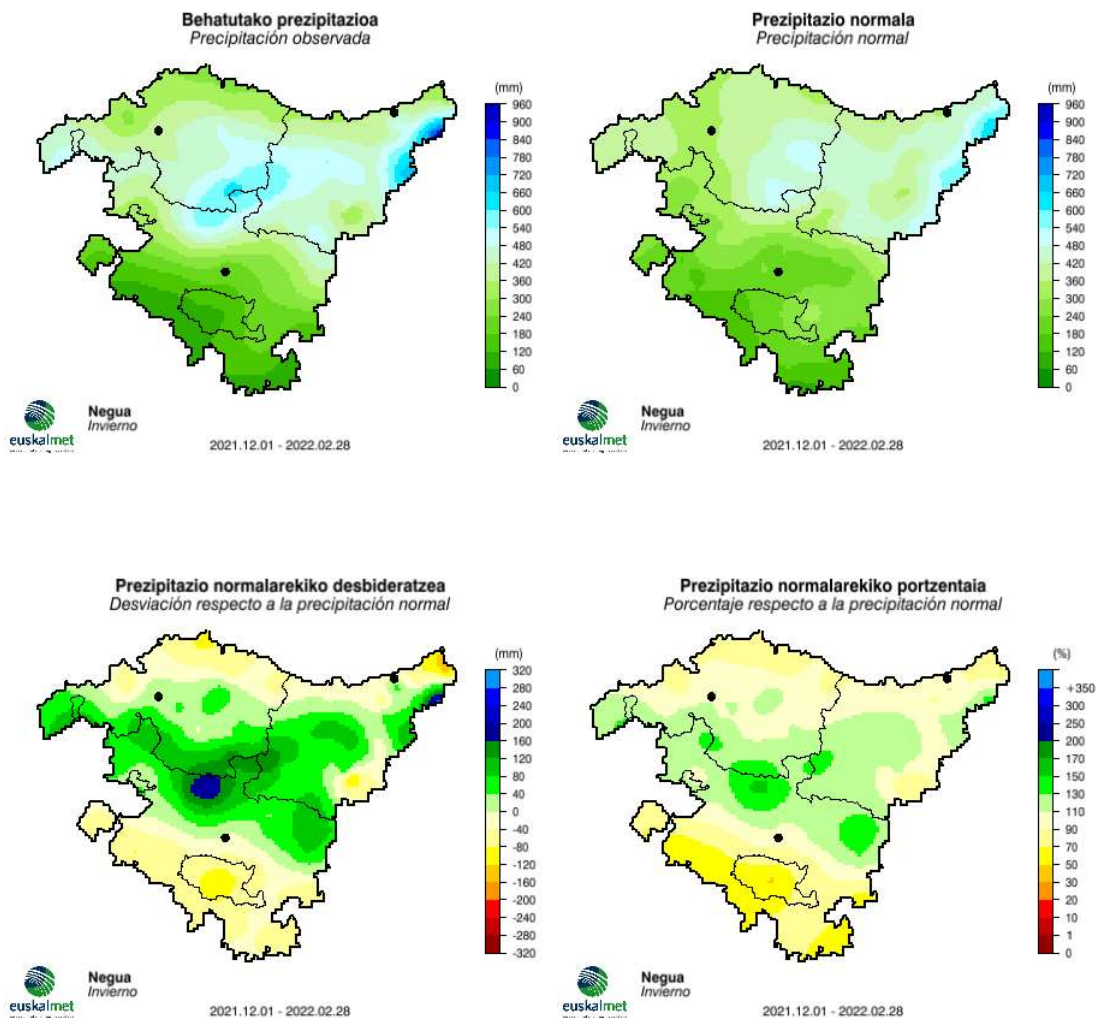 Behatutako prezipitazioa
Precipitación observada
(mm)
960
900
840
780
720
660
600
540
480
420
360
300
240
180
120
60
0
euskalmet
Negua
Invierno
2021.12.01 - 2022.02.28
Prezipitazio normala
Precipitación normal
(mm)
960
900
840
780
720
660
600
540
480
420
360
300
240
180
120
60
0
euskalmet
Negua
Invierno
2021.12.01 - 2022.02.28
Prezipitazio normalarekiko desbideratzea
Desviación respecto a la precipitación normal
(mm)
320
280
240
200
160
120
80
40
0
-40
-80
-120
-160
-200
-240
-280
-320
euskalmet
Negua
Invierno
2021.12.01 - 2022.02.28
Prezipitazio normalarekiko portzentaia
Porcentaje respecto a la precipitación normal
(%)
+350
300
250
200
170
150
130
110
90
70
50
30
20
10
1
0
euskalmet
Negua
Invierno
2021.12.01 - 2022.02.28